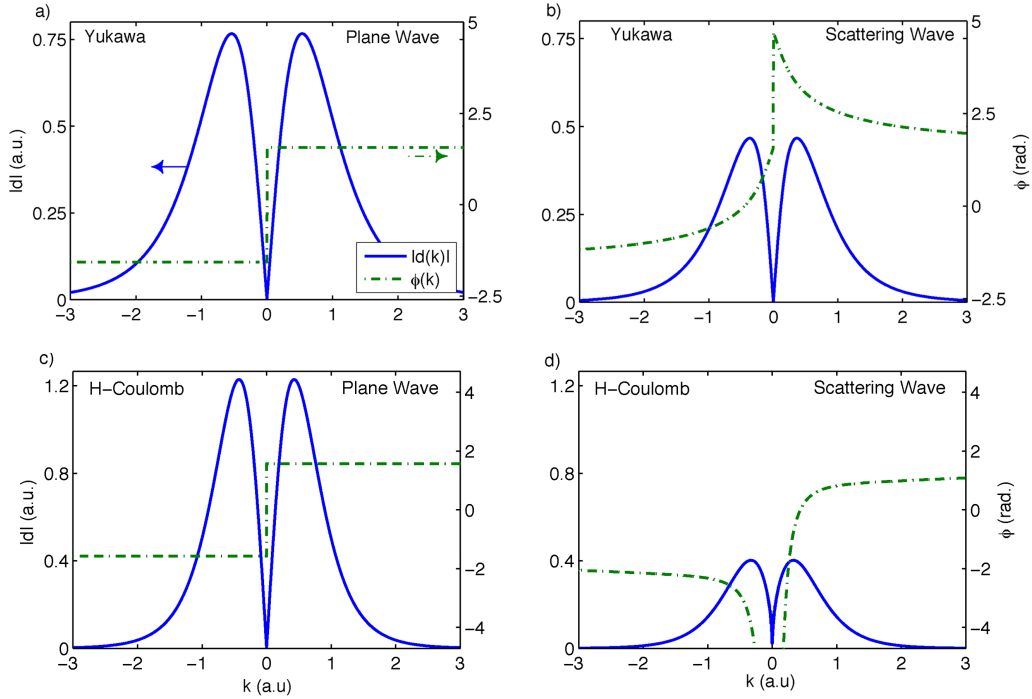 a)
Yukawa
Plane Wave
0.75
0.5
0.25
0
5
2.5
0
−2.5
|d| (a.u.)
|d(k)|
ϕ(k)
−3 −2 −1 0 1 2 3
b)
Yukawa
Scattering Wave
0.75
0.5
0.25
0
5
2.5
0
−2.5
ϕ (rad.)
−3 −2 −1 0 1 2 3
c)
H−Coulomb
Plane Wave
1.2
0.8
0.4
0
4
2
0
−2
−4
|d| (a.u.)
−3 −2 −1 0 1 2 3
k (a.u)
d)
H−Coulomb
Scattering Wave
1.2
0.8
0.4
0
4
2
0
−2
−4
ϕ (rad.)
−3 −2 −1 0 1 2 3
k (a.u)